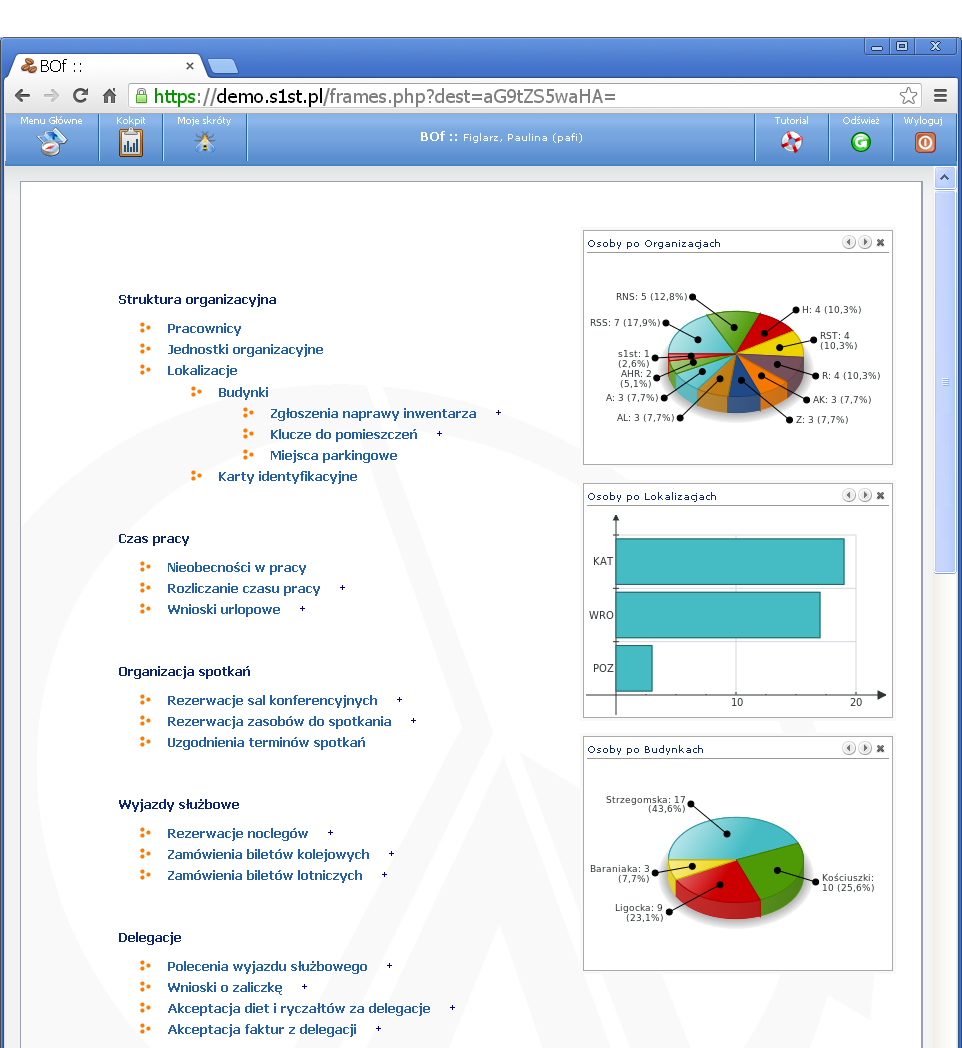 BOf ::
https://demo.s1st.pl/frames.php?dest=aG9tZS5waHA=
Menu Główne
Kokpit
Moje skróty
BOf :: Figlarz, Paulina (pafi)
Tutorial
Odśwież
Wyloguj
Struktura organizacyjna
Pracownicy
Jednostki organizacyjne
Lokalizacje
Budynki
Zgłoszenia naprawy inwentarza +
Klucze do pomieszczeń +
Miejsca parkingowe
Karty identyfikacyjne
Czas pracy
Nieobecności w pracy
Rozliczanie czasu pracy +
Wnioski urlopowe +
Organizacja spotkań
Rezerwacje sal konferencyjnych +
Rezerwacja zasobów do spotkania +
Uzgodnienia terminów spotkań
Wyjazdy służbowe
Rezerwacje noclegów +
Zamówienia biletów kolejowych +
Zamówienia biletów lotniczych +
Delegacje
Polecenia wyjazdu służbowego +
Wnioski o zaliczkę +
Akceptacja diet i ryczałtów za delegacje +
Akceptacja faktur z delegacji +
Osoby po Organizacjach
RNS: 5 (12,8%)
H: 4 (10,3%)
RSS: 7 (17,9%)
RST: 4
(10,3%)
s1st: 1
(2,6%)
AHR: 2
(5,1%)
R: 4 (10,3%)
A: 3 (7,7%)
AK: 3 (7,7%)
AL: 3 (7,7%)
Z: 3 (7,7%)
Osoby po Lokalizacjach
KAT
WRO
POZ
10
20
Osoby po Budynkach
Strzegomska: 17
(43,6%)
Baraniaka: 3
(7,7%)
Kościuszki:
10 (25,6%)
Ligocka: 9
(23,1%)